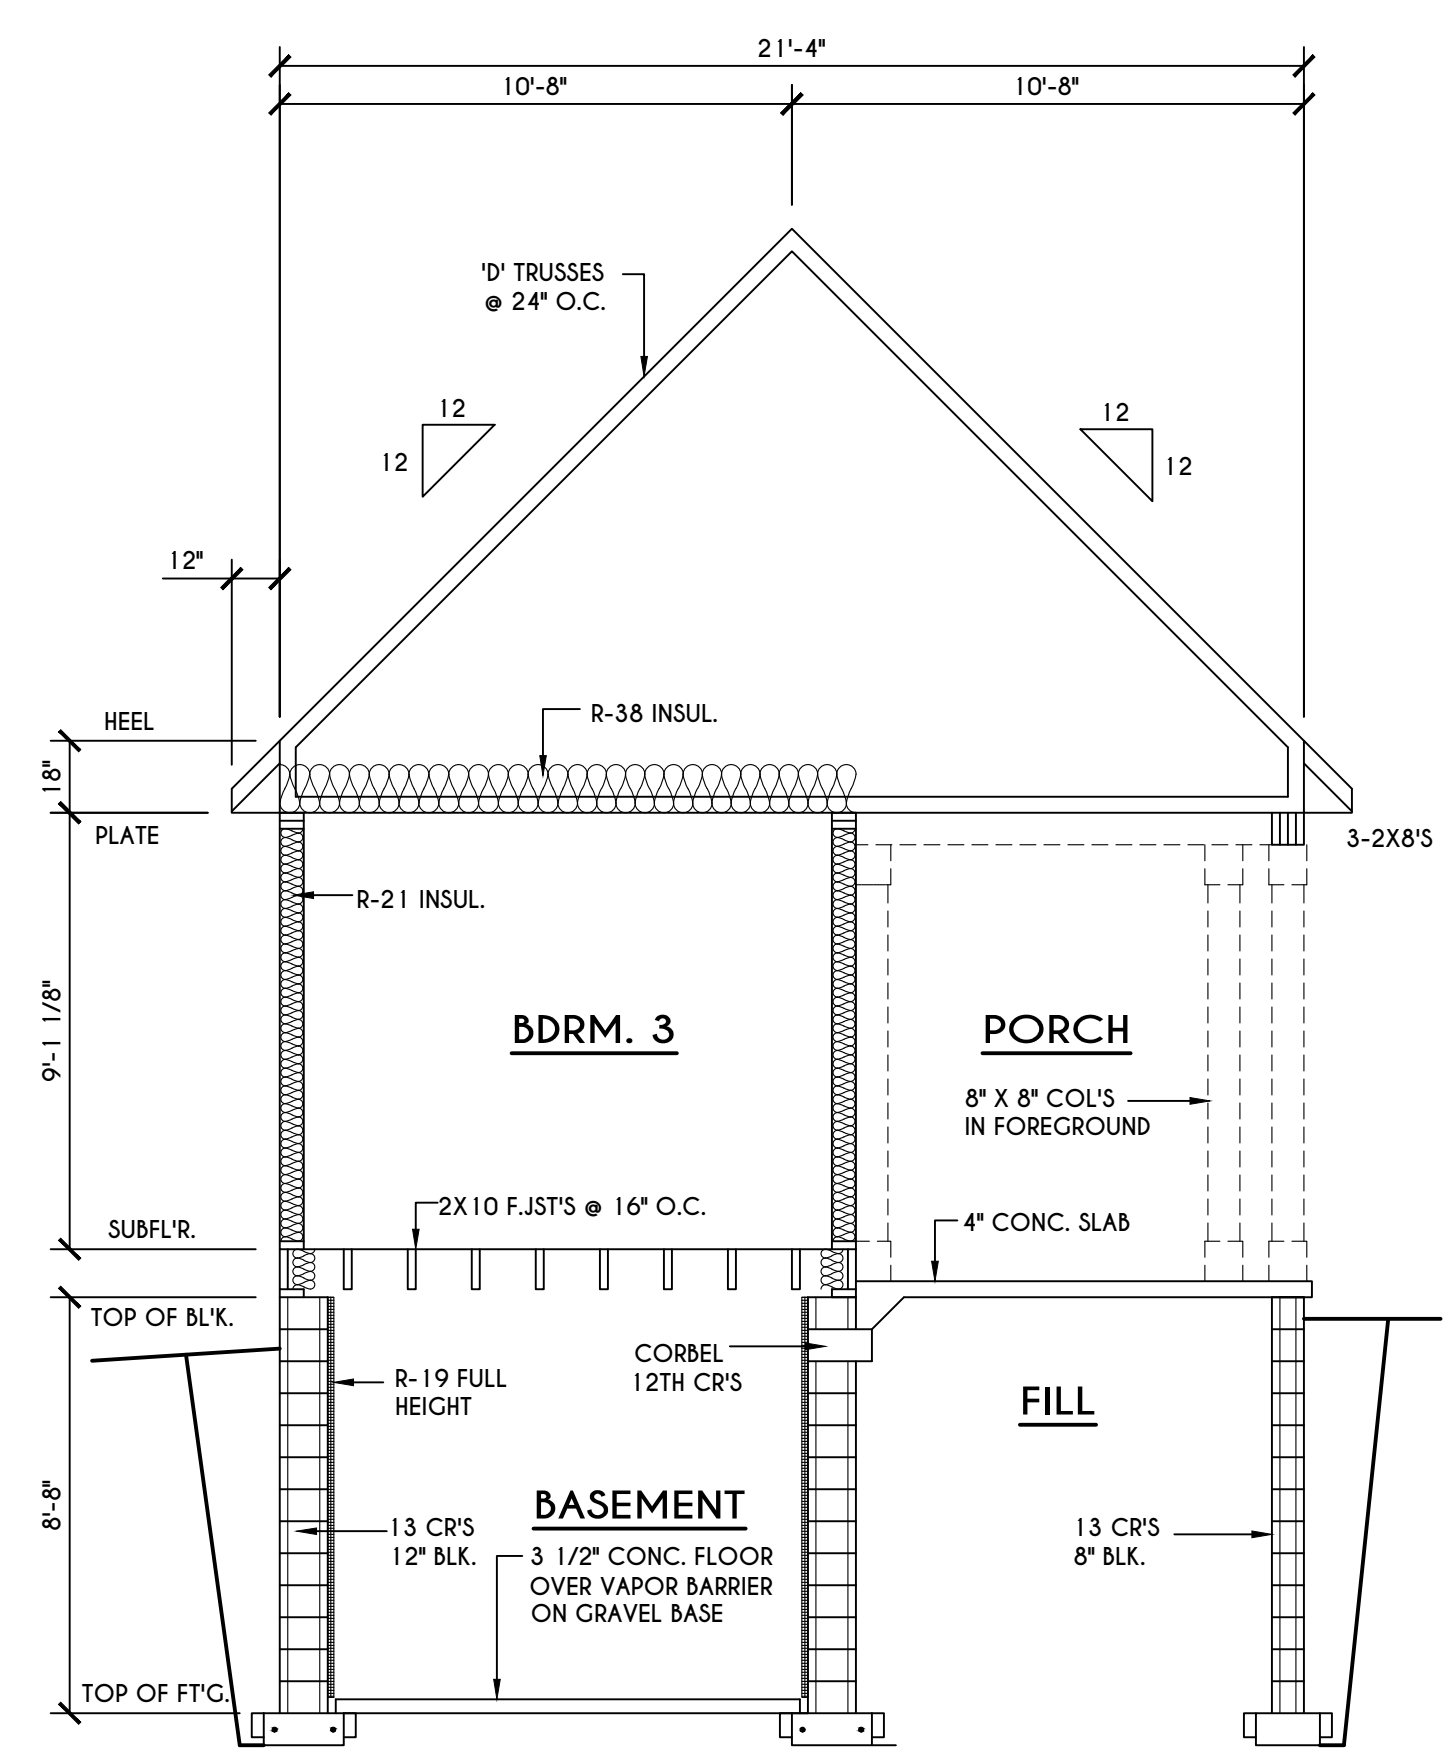 21'-4"
10'-8"
10'-8"
'D' TRUSSES
@ 24" O.C.
12
12
12
12
12"
HEEL
R-38 INSUL.
18"
PLATE
3-2X8'S
R-21 INSUL.
9'-1 1/8"
BDRM. 3
PORCH
8" X 8" COL'S
IN FOREGROUND
2X10 F.JST'S @ 16" O.C.
SUBFL'R.
4" CONC. SLAB
TOP OF BL'K.
CORBEL
12TH CR'S
R-19 FULL
HEIGHT
FILL
8'-8"
BASEMENT
13 CR'S
12" BLK.
13 CR'S
8" BLK.
3 1/2" CONC. FLOOR
OVER VAPOR BARRIER
ON GRAVEL BASE
TOP OF FT'G.